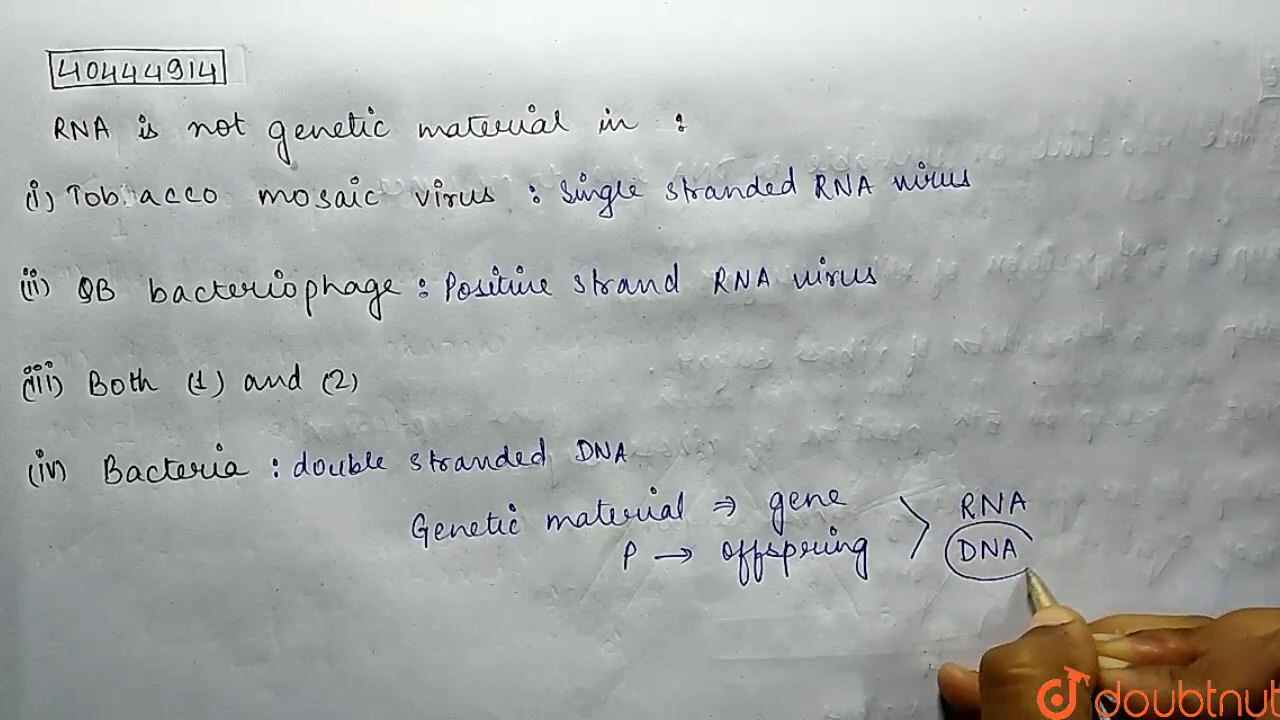 40444914
RNA is not genetic material in :
(i) Tobacco mosaic virus : Single stranded RNA virus
(ii) QB bacteriophage : Positive strand RNA virus
(iii) Both (1) and (2)
(iv) Bacteria : double stranded DNA
Genetic material ⇒ gene
P → offspring
RNA
DNA
doubtnut